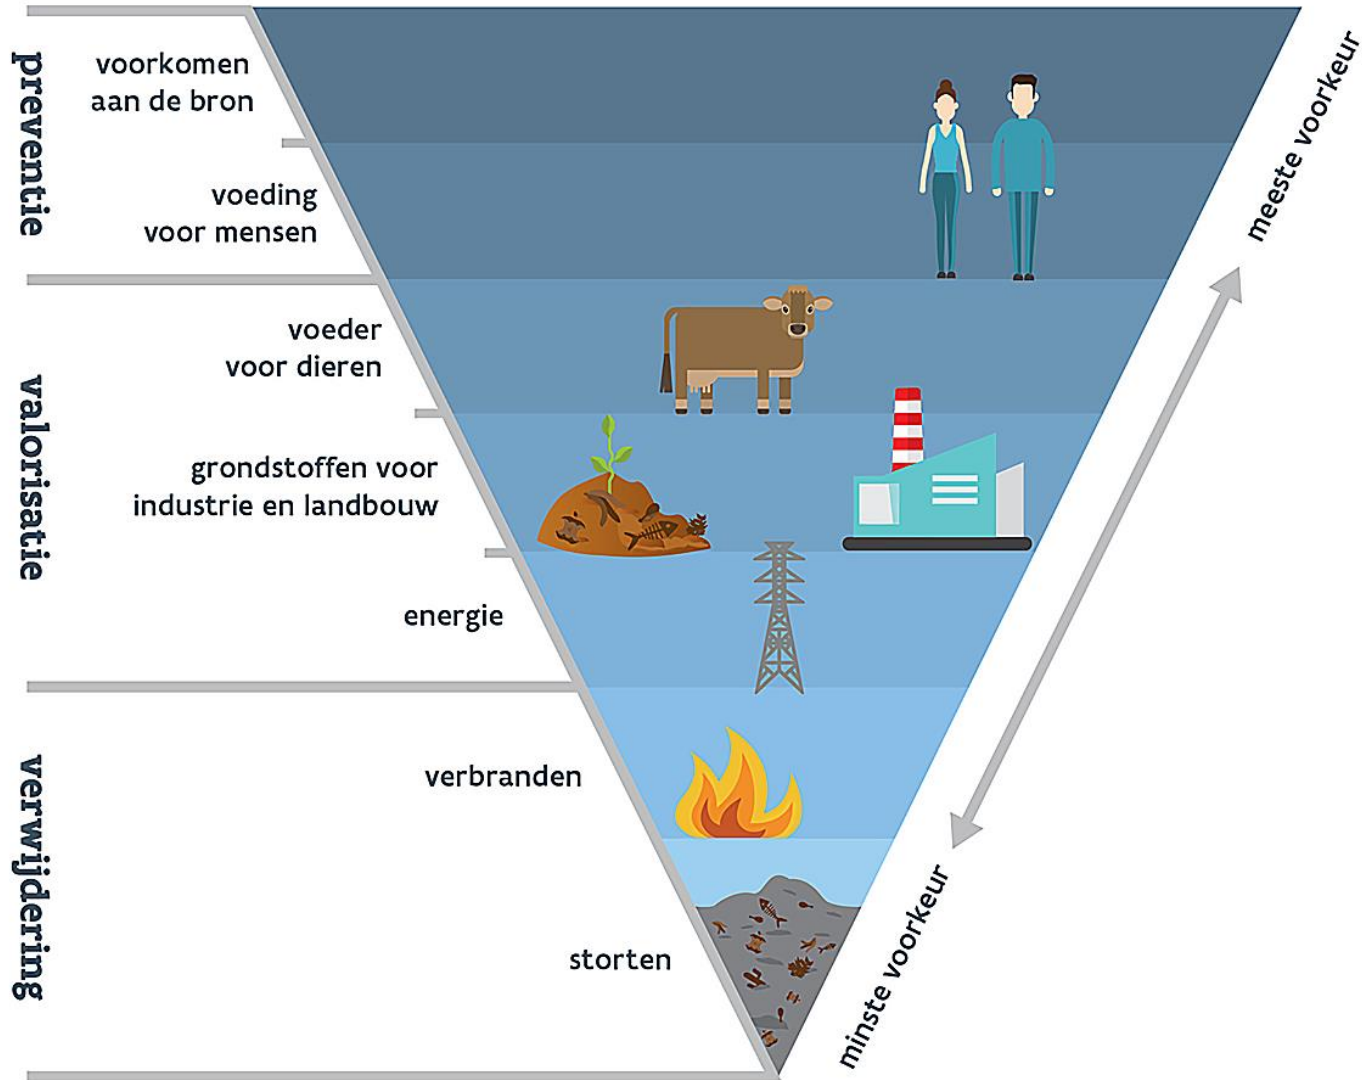 preventie
voorkomen
aan de bron
voeding
voor mensen
valorisatie
voeder
voor dieren
grondstoffen voor
industrie en landbouw
energie
verwijdering
verbranden
storten
meeste voorkeur
minste voorkeur